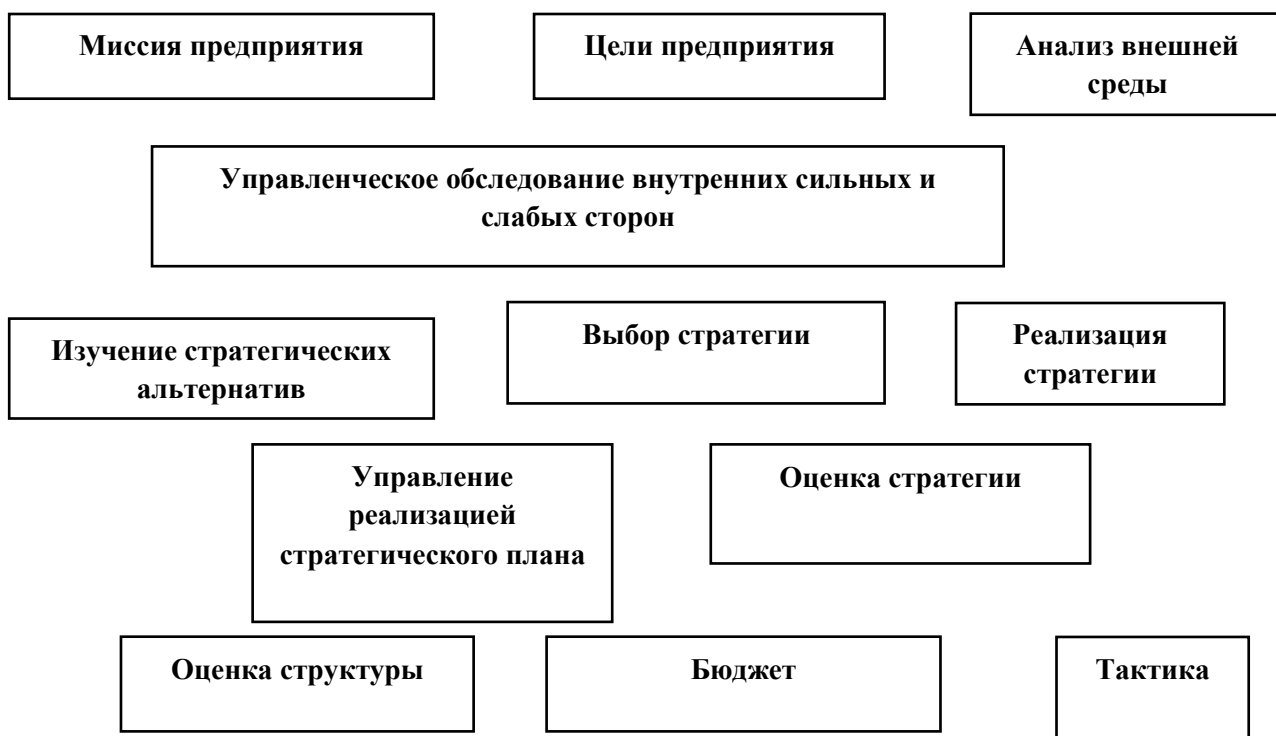 Миссия предприятия
Цели предприятия
Анализ внешней
среды
Управленческое обследование внутренних сильных и
слабых сторон
Изучение стратегических
альтернатив
Выбор стратегии
Реализация
стратегии
Управление
реализацией
стратегического плана
Оценка стратегии
Оценка структуры
Бюджет
Тактика